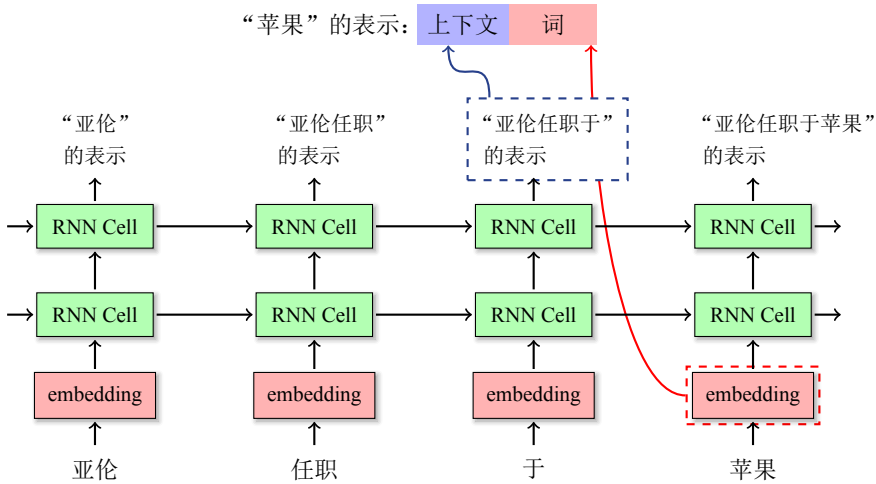 “苹果”的表示:
上下文
词
“亚伦”
的表示
“亚伦任职”
的表示
“亚伦任职于”
的表示
“亚伦任职于苹果”
的表示
RNN Cell
RNN Cell
RNN Cell
RNN Cell
RNN Cell
RNN Cell
RNN Cell
RNN Cell
embedding
embedding
embedding
embedding
亚伦
任职
于
苹果